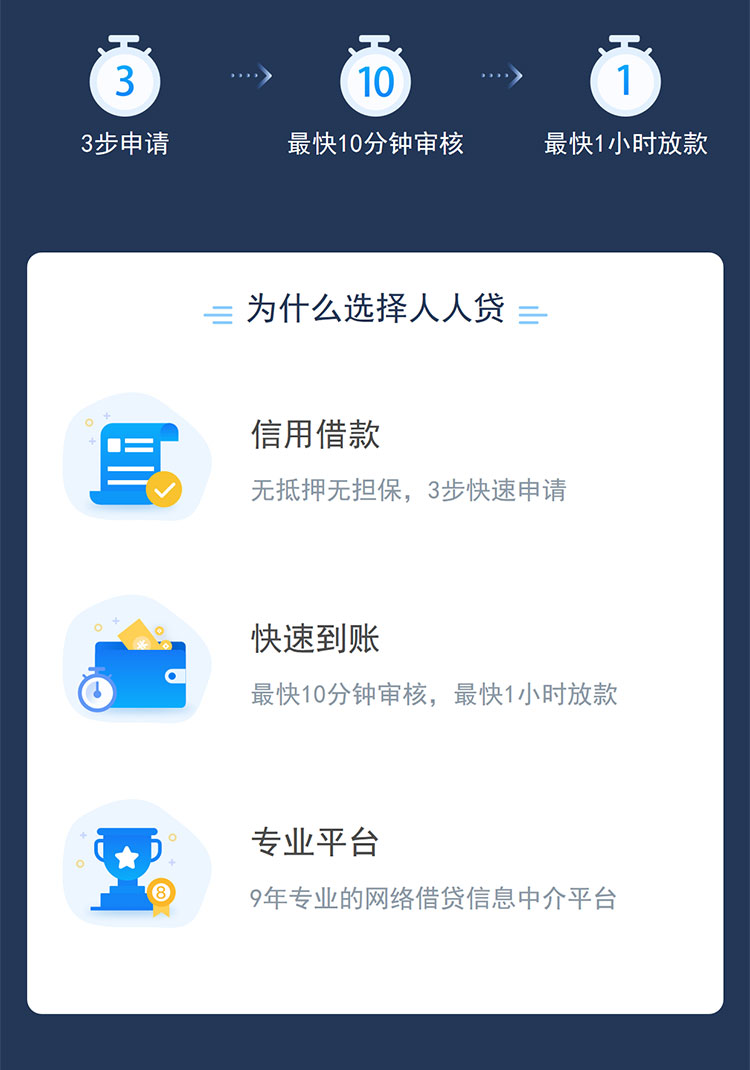 3
10
1
3步申请
最快10分钟审核
最快1小时放款
为什么选择人人贷
信用借款
无抵押无担保，3步快速申请
快速到账
最快10分钟审核，最快1小时放款
专业平台
8
9年专业的网络借贷信息中介平台